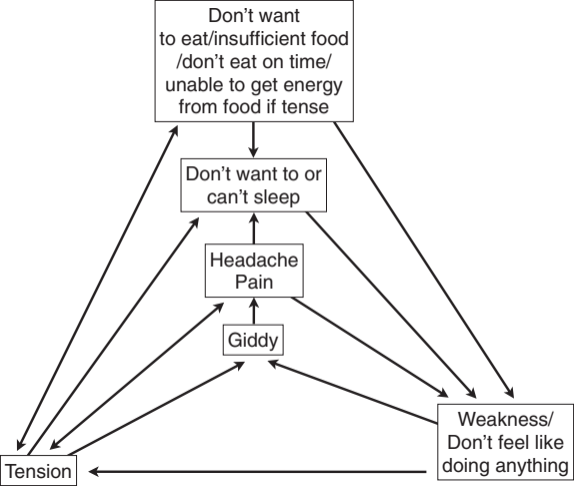 Don't want
to eat/insufficient food
/don't eat on time/
unable to get energy
from food if tense
Don't want to or
can't sleep
Headache
Pain
Giddy
Weakness/
Don't feel like
doing anything
Tension